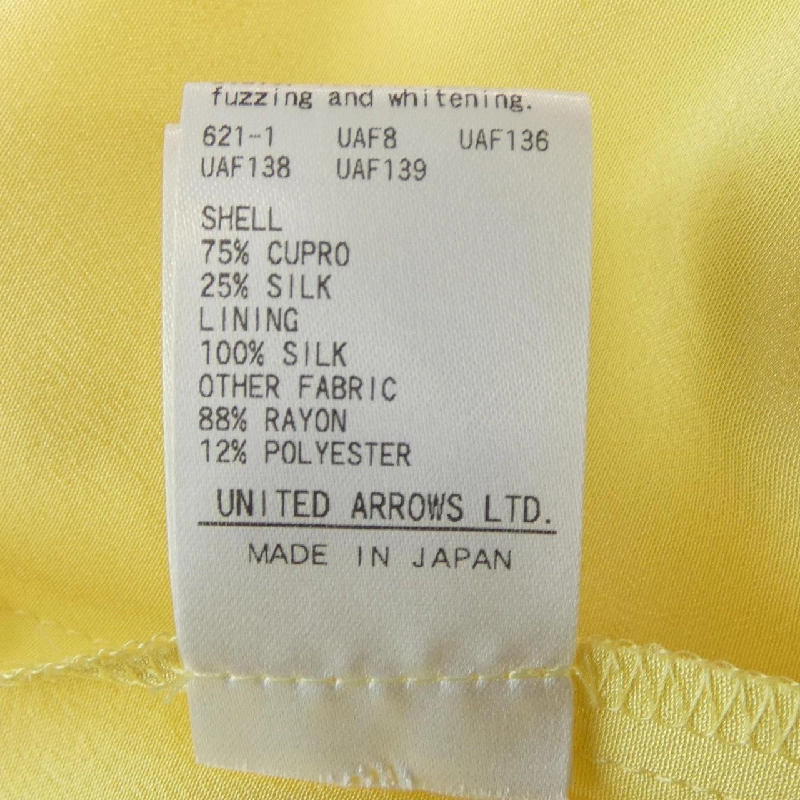 fuzzing and whitening.
621-1 UAF8 UAF136
UAF138 UAF139
SHELL
75% CUPRO
25% SILK
LINING
100% SILK
OTHER FABRIC
88% RAYON
12% POLYESTER
UNITED ARROWS LTD.
MADE IN JAPAN